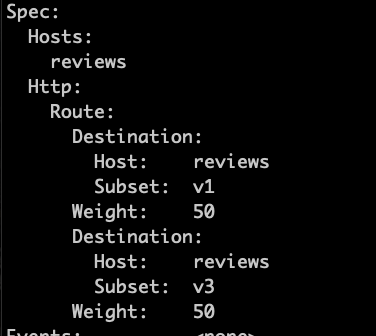 Spec:
  Hosts:
    reviews
  Http:
    Route:
      Destination:
        Host:    reviews
        Subset:  v1
      Weight:    50
      Destination:
        Host:    reviews
        Subset:  v3
      Weight:    50
Events:          <none>